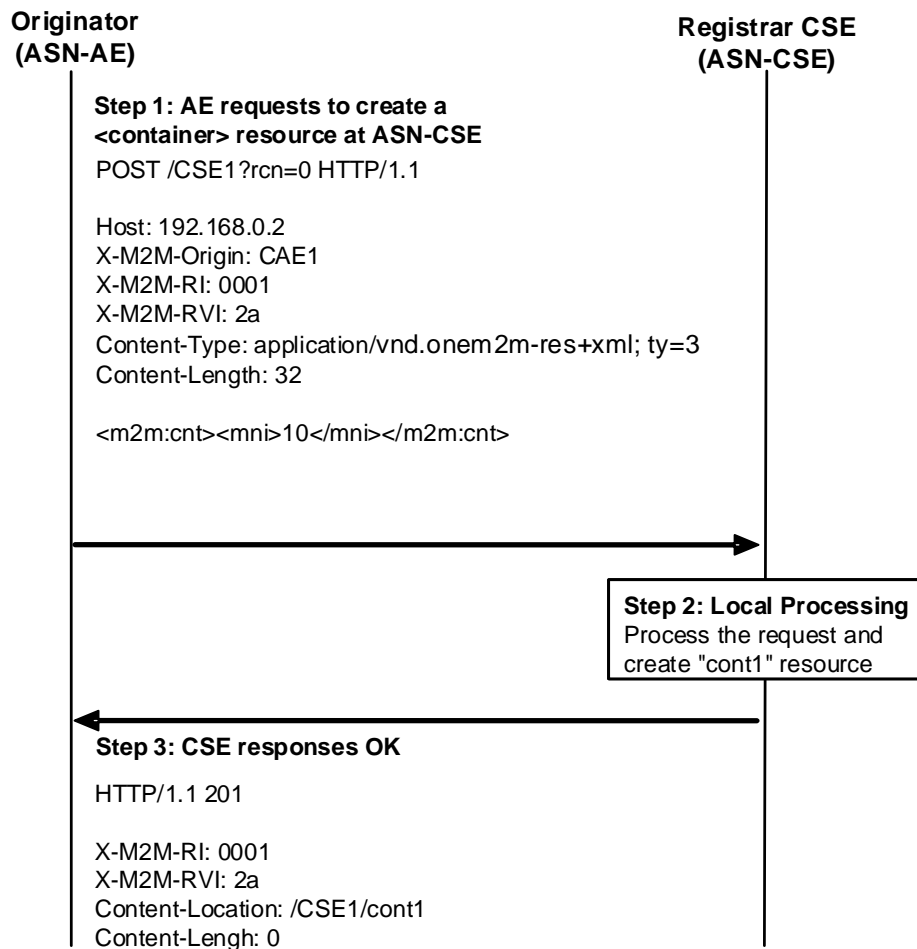 Originator
(ASN-AE)
Registrar CSE
(ASN-CSE)
Step 1: AE requests to create a
<container> resource at ASN-CSE
POST /CSE1?rcn=0 HTTP/1.1
Host: 192.168.0.2
X-M2M-Origin: CAE1
X-M2M-RI: 0001
X-M2M-RVI: 2a
Content-Type: application/vnd.onem2m-res+xml; ty=3
Content-Length: 32
<m2m:cnt><mni>10</mni></m2m:cnt>
Step 2: Local Processing
Process the request and
create "cont1" resource
Step 3: CSE responses OK
HTTP/1.1 201
X-M2M-RI: 0001
X-M2M-RVI: 2a
Content-Location: /CSE1/cont1
Content-Lengh: 0